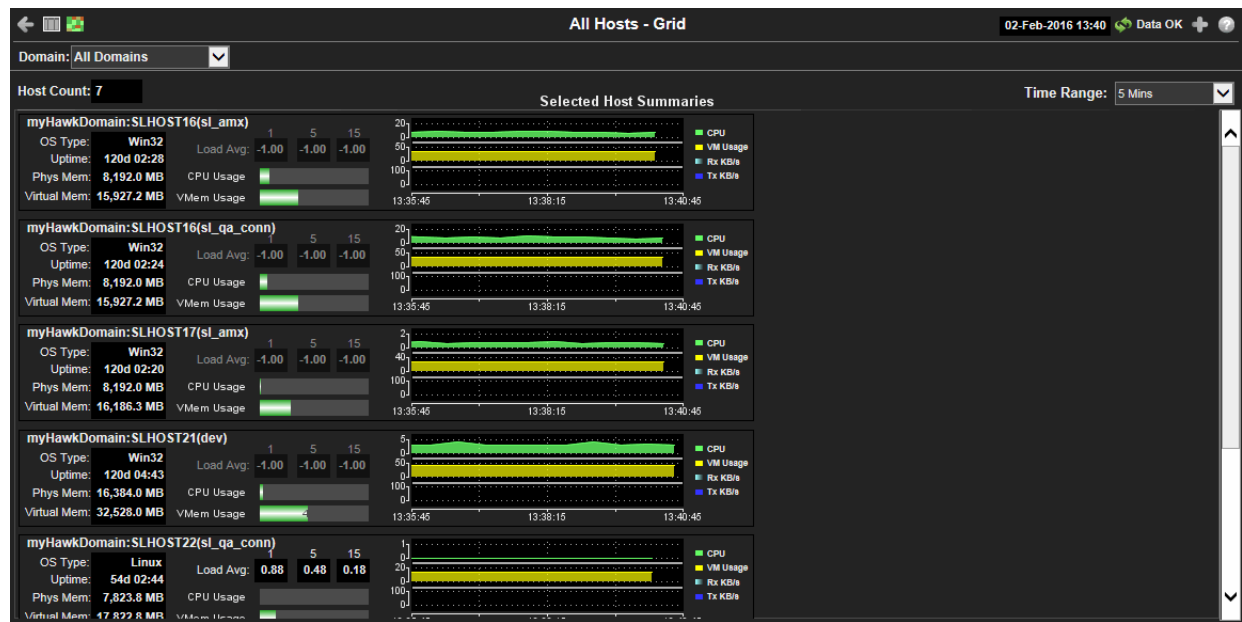 All Hosts - Grid
02-Feb-2016 13:40 Data OK
Domain: All Domains
Host Count: 7
Selected Host Summaries
Time Range: 5 Mins
myHawkDomain:SLHOST16(sl_amx)
1 5 15
OS Type: Win32
Load Avg: -1.00 -1.00 -1.00
Uptime: 120d 02:28
Phys Mem: 8,192.0 MB CPU Usage
Virtual Mem: 15,927.2 MB VMem Usage
20
0
50
0
100
0
13:35:45 13:38:15 13:40:45
CPU
VM Usage
Rx KB/s
Tx KB/s
myHawkDomain:SLHOST16(sl_qa_conn)
1 5 15
OS Type: Win32
Load Avg: -1.00 -1.00 -1.00
Uptime: 120d 02:24
Phys Mem: 8,192.0 MB CPU Usage
Virtual Mem: 15,927.2 MB VMem Usage
20
0
50
0
100
0
13:35:45 13:38:15 13:40:45
CPU
VM Usage
Rx KB/s
Tx KB/s
myHawkDomain:SLHOST17(sl_amx)
1 5 15
OS Type: Win32
Load Avg: -1.00 -1.00 -1.00
Uptime: 120d 02:20
Phys Mem: 8,192.0 MB CPU Usage
Virtual Mem: 16,186.3 MB VMem Usage
2
0
40
0
100
0
13:35:45 13:38:15 13:40:45
CPU
VM Usage
Rx KB/s
Tx KB/s
myHawkDomain:SLHOST21(dev)
1 5 15
OS Type: Win32
Load Avg: -1.00 -1.00 -1.00
Uptime: 120d 04:43
Phys Mem: 16,384.0 MB CPU Usage
Virtual Mem: 32,528.0 MB VMem Usage
5
0
50
0
100
0
13:35:45 13:38:15 13:40:45
CPU
VM Usage
Rx KB/s
Tx KB/s
myHawkDomain:SLHOST22(sl_qa_conn)
1 5 15
OS Type: Linux
Load Avg: 0.88 0.48 0.18
Uptime: 54d 02:44
Phys Mem: 7,823.8 MB CPU Usage
Virtual Mem: 17,822.8 MB VMem Usage
1
0
20
0
100
0
CPU
VM Usage
Rx KB/s
Tx KB/s